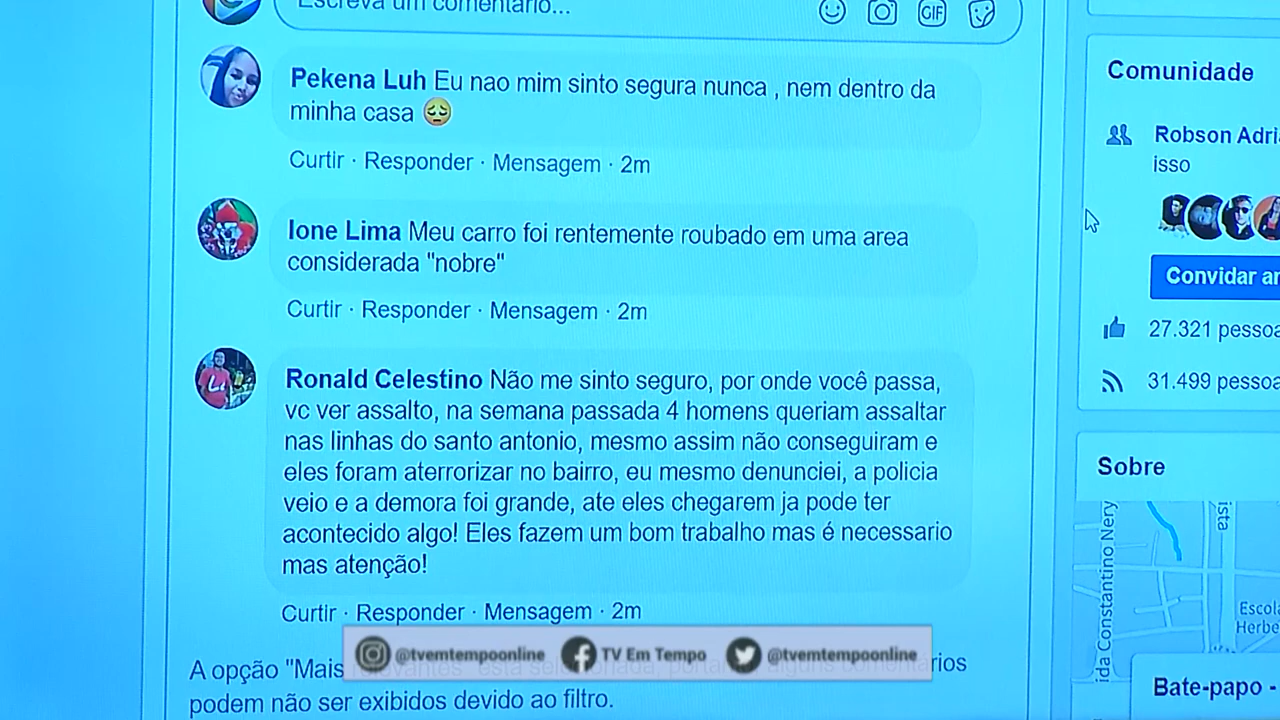 Escreva um comentário...
GIF
Pekena Luh Eu nao mim sinto segura nunca , nem dentro da
minha casa 😔
Curtir · Responder · Mensagem · 2m
Ione Lima Meu carro foi rentemente roubado em uma area
considerada "nobre"
Curtir · Responder · Mensagem · 2m
Ronald Celestino Não me sinto seguro, por onde você passa,
vc ver assalto, na semana passada 4 homens queriam assaltar
nas linhas do santo antonio, mesmo assim não conseguiram e
eles foram aterrorizar no bairro, eu mesmo denunciei, a policia
veio e a demora foi grande, ate eles chegarem ja pode ter
acontecido algo! Eles fazem um bom trabalho mas é necessario
mas atenção!
Curtir · Responder · Mensagem · 2m
A opção "Mais
rios
podem não ser exibidos devido ao filtro.
@tvemtempoonline TV Em Tempo @tvemtempoonline
Comunidade
Robson Adri
isso
Convidar
27.321 pessoa
31.499 pessoa
Sobre
ida Constantino Nery
ista
Escola
Herbe
Bate-papo -